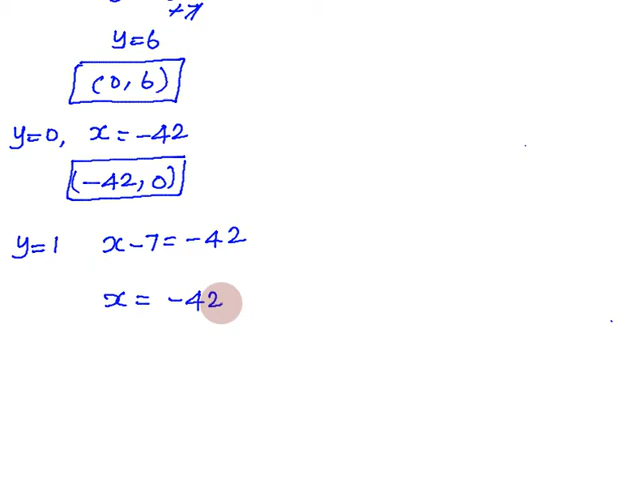 y=6
(0, 6)
y=0, x=-42
(-42, 0)
y=1 x-7=-42
x = -42